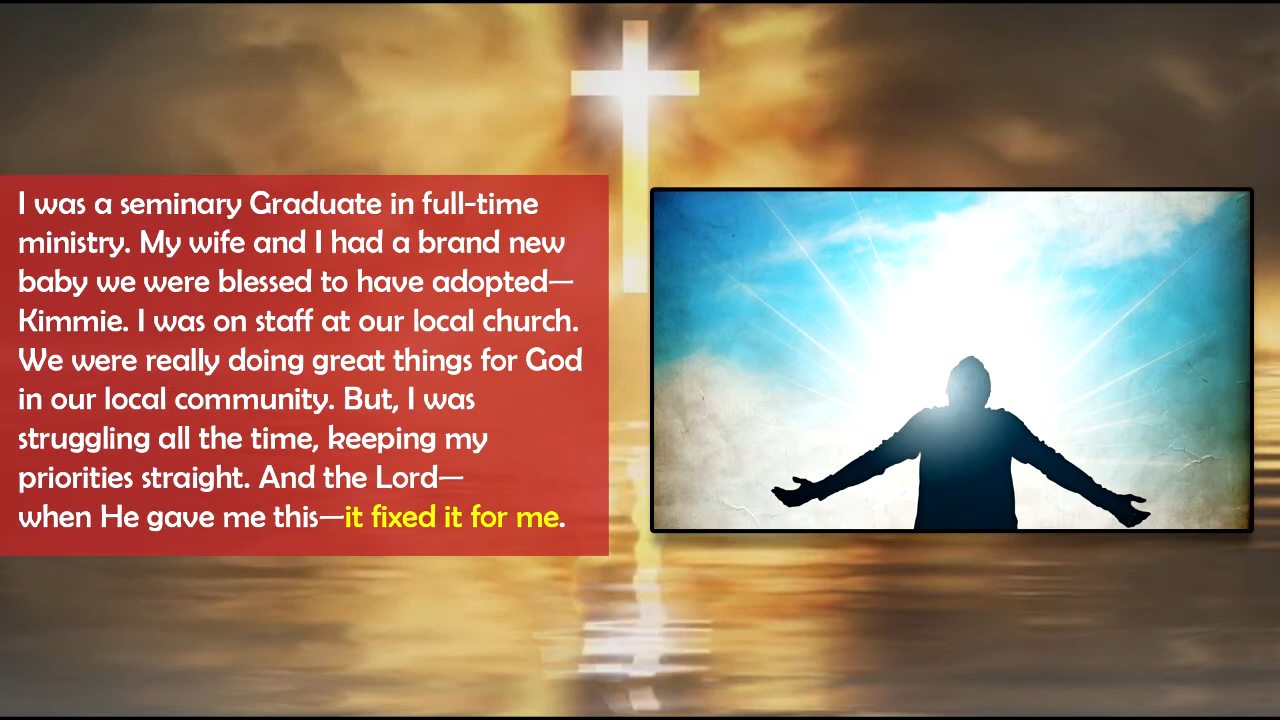 I was a seminary Graduate in full-time
ministry. My wife and I had a brand new
baby we were blessed to have adopted—
Kimmie. I was on staff at our local church.
We were really doing great things for God
in our local community. But, I was
struggling all the time, keeping my
priorities straight. And the Lord—
when He gave me this—it fixed it for me.